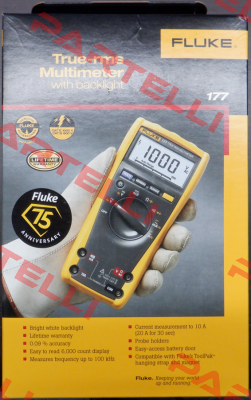 FLUKE®
True-rms
Multimeter
with backlight
177
FLUKE
LIFETIME
1000
Fluke
75
ANNIVERSARY
Bright white backlight
Lifetime warranty
0.09 % accuracy
Easy to read 6,000 count display
Measures frequency up to 100 kHz
Current measurement to 10 A
(20 A for 30 sec)
Probe holders
Easy-access battery door
Compatible with Fluke's ToolPak™
hanging strap and magnet
Fluke. Keeping your world
up and running.
PARTELLI